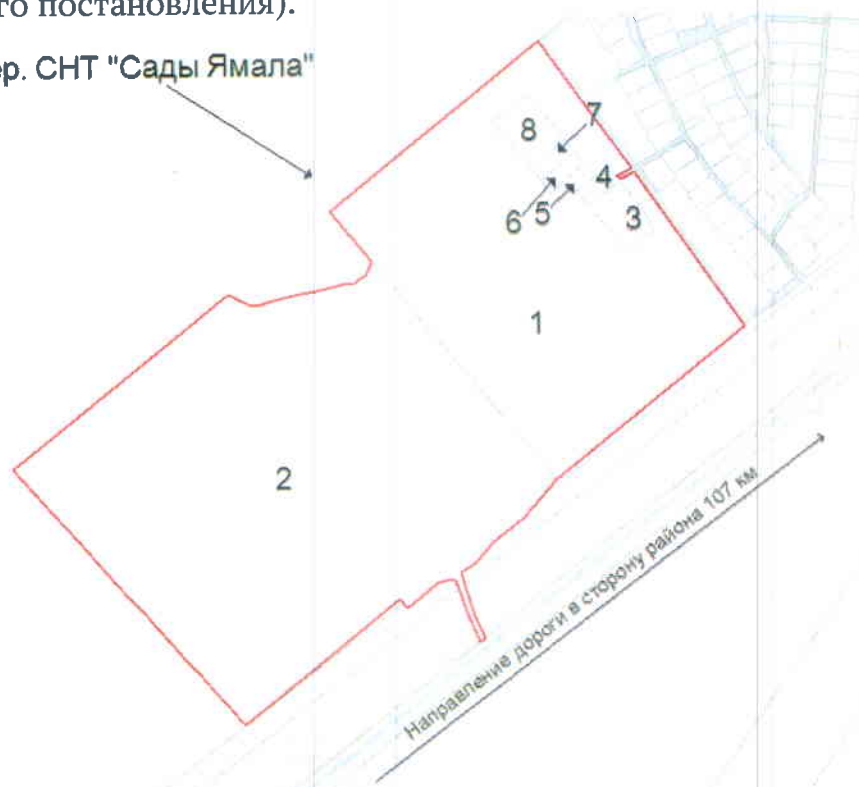 го постановления).
ер. СНТ "Сады Ямала"
7
8
4
3
6
5
1
2
Направление дороги в сторону района 107 км